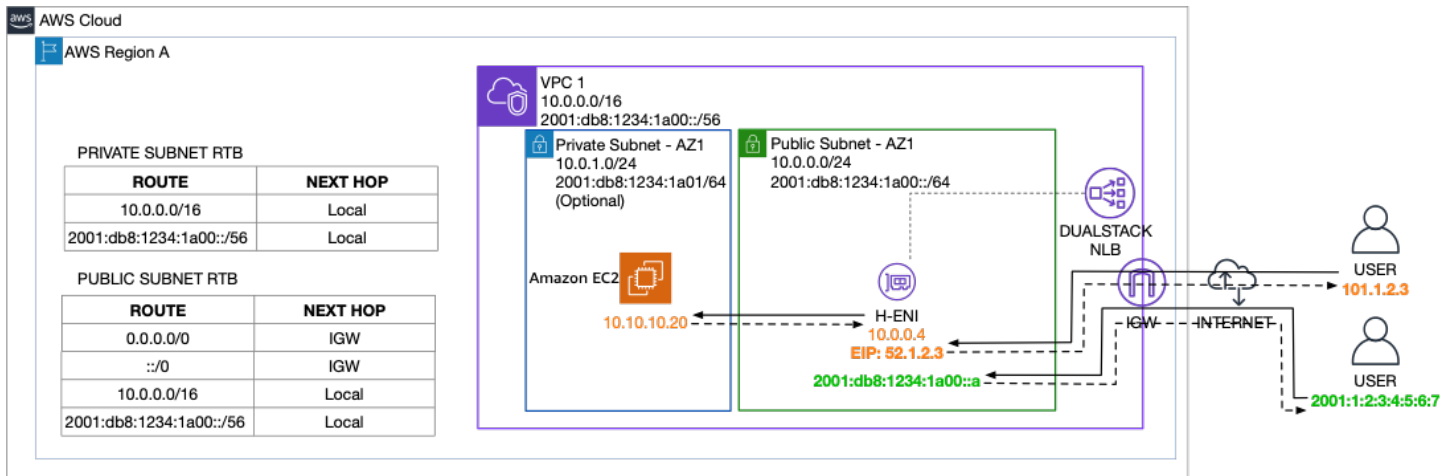 aws
AWS Cloud
AWS Region A
PRIVATE SUBNET RTB
ROUTE NEXT HOP
10.0.0.0/16 Local
2001:db8:1234:1a00::/56 Local
PUBLIC SUBNET RTB
ROUTE NEXT HOP
0.0.0.0/0 IGW
::/0 IGW
10.0.0.0/16 Local
2001:db8:1234:1a00::/56 Local
VPC 1
10.0.0.0/16
2001:db8:1234:1a00::/56
Private Subnet - AZ1
10.0.1.0/24
2001:db8:1234:1a01/64
(Optional)
Amazon EC2
10.10.10.20
Public Subnet - AZ1
10.0.0.0/24
2001:db8:1234:1a00::/64
H-ENI
10.0.0.4
EIP: 52.1.2.3
2001:db8:1234:1a00::a
DUALSTACK
NLB
IGW
INTERNET
USER
101.1.2.3
USER
2001:1:2:3:4:5:6:7